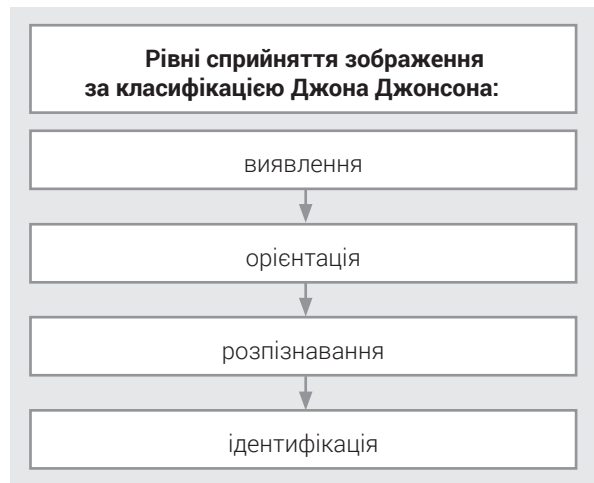 Рівні сприйняття зображення
за класифікацією Джона Джонсона:
виявлення
орієнтація
розпізнавання
ідентифікація